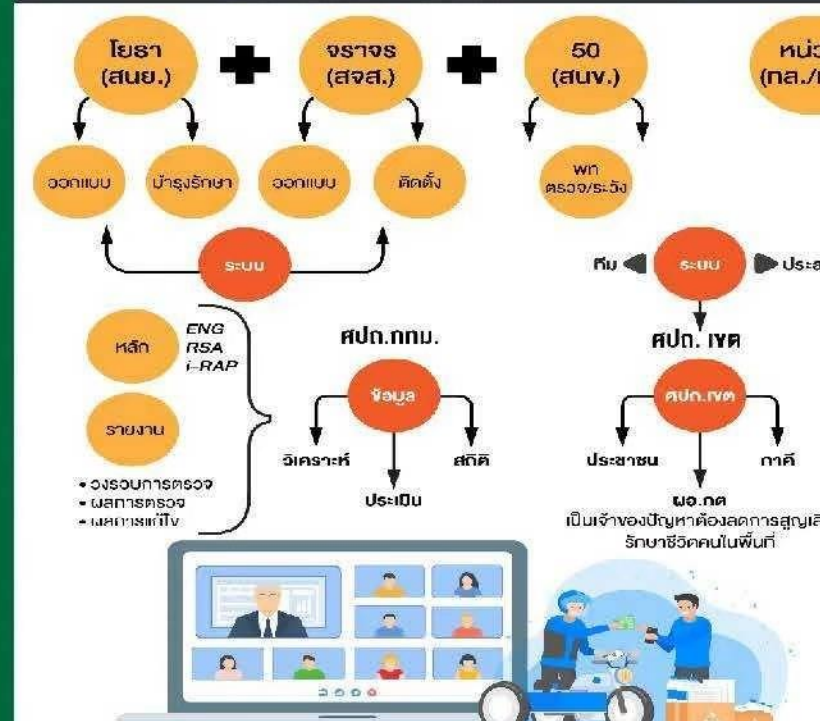 โยธา
(สนย.)
จราจร
(สจส.)
50
(สนข.)
ออกแบบ
บำรุงรักษา
ออกแบบ
ติดตั้ง
พท
ตรวจ/ระวัง
ระบบ
ทีม
ระบบ
หลัก
ENG
RSA
i-RAP
รายงาน
• วงรอบการตรวจ
• ผลการตรวจ
• ผลการแก้ไข
ศปถ.กทม.
ข้อมูล
วิเคราะห์
สถิติ
ประเมิน
ศปถ. เขต
ศปถ.เขต
ประชาชน
ภาคี
ผอ.กต
เป็นเจ้าของปัญหาต้องลดการสูญเสี
รักษาชีวิตคนในพื้นที่